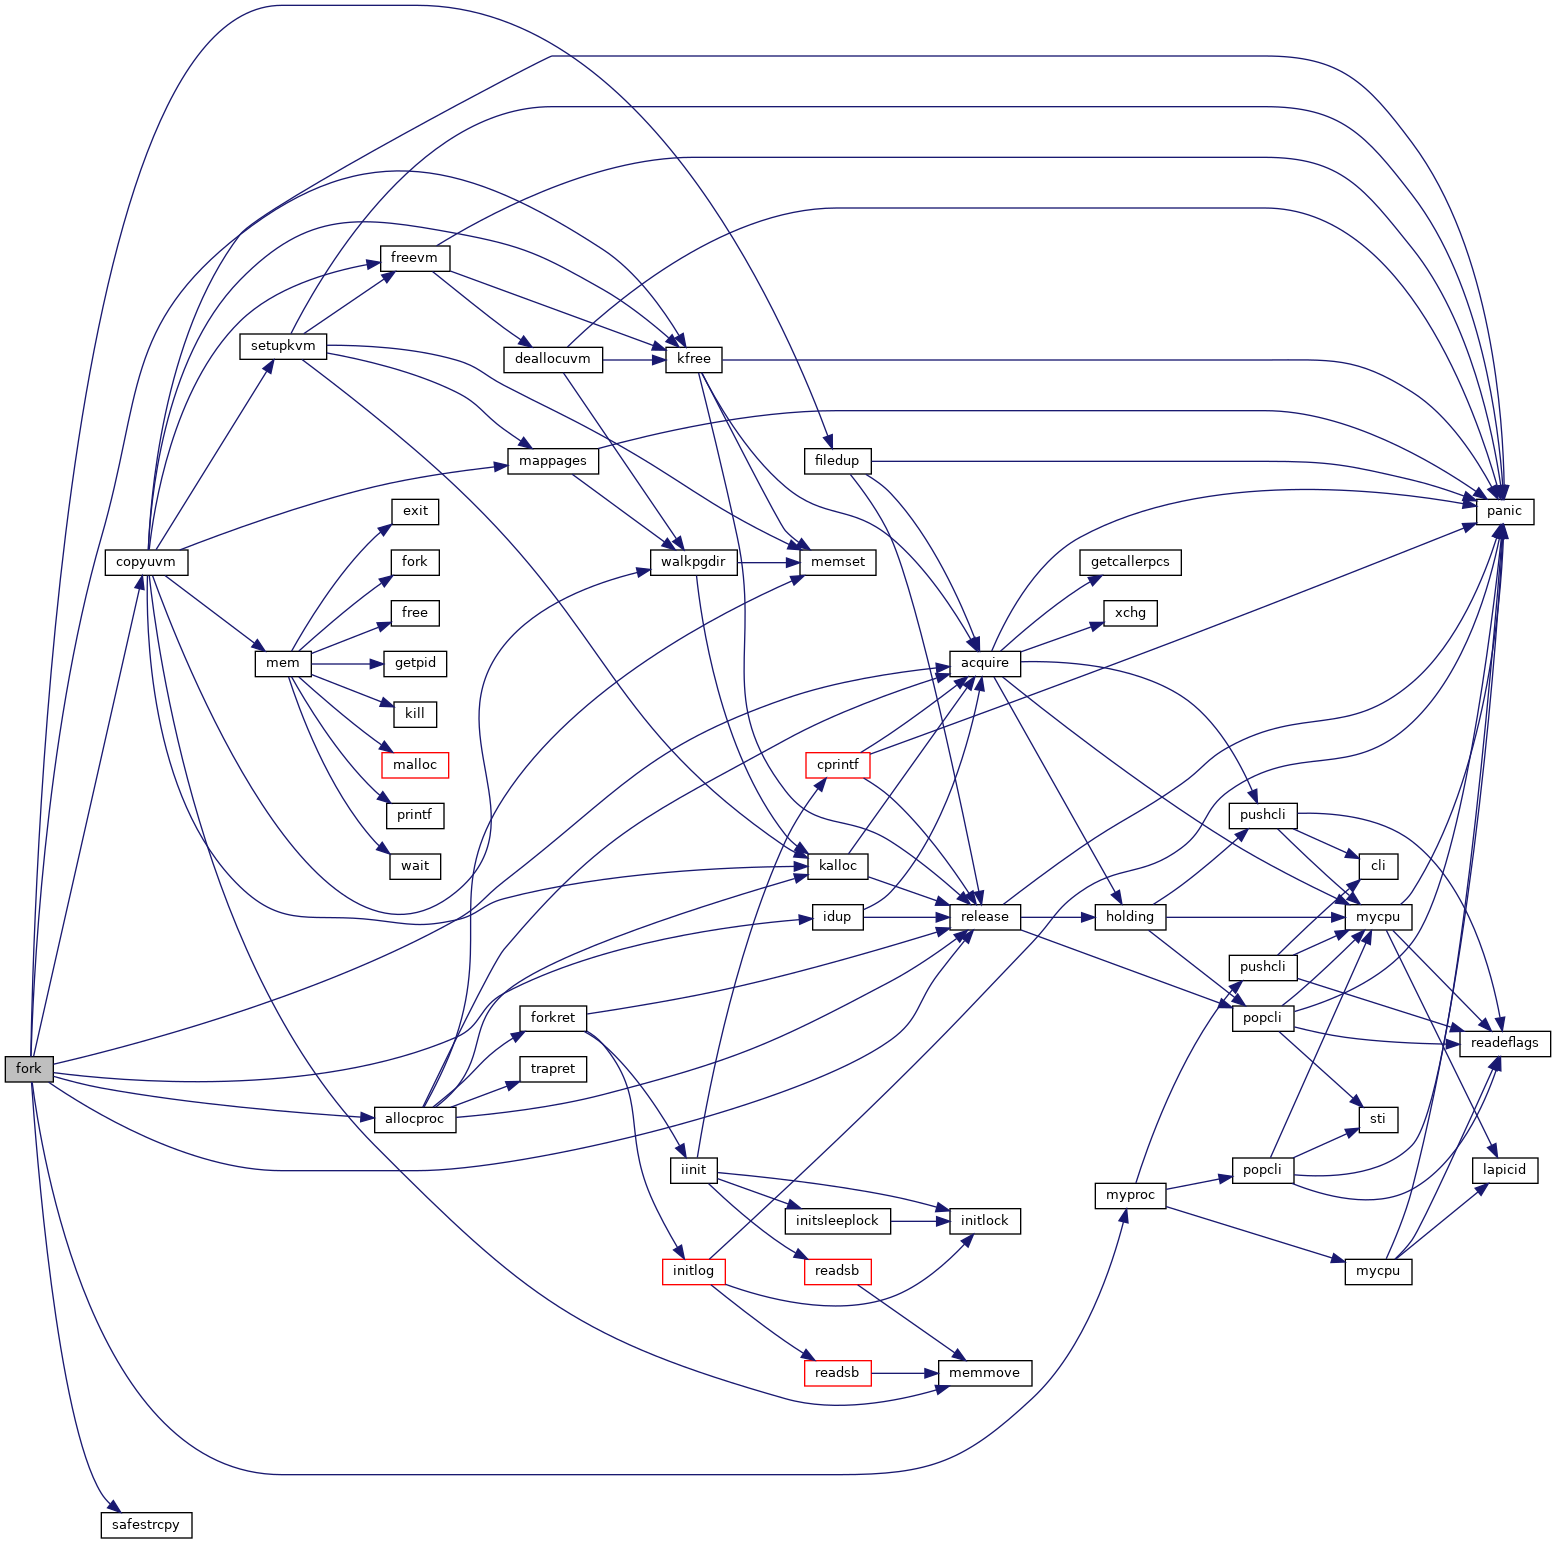 freevm
setupkvm
deallocuvm
kfree
mappages
filedup
exit
panic
copyuvm
fork
walkpgdir
memset
getcallerpcs
free
xchg
mem
getpid
acquire
kill
malloc
cprintf
printf
pushcli
wait
kalloc
cli
idup
release
holding
mycpu
pushcli
forkret
popcli
readeflags
fork
trapret
allocproc
sti
iinit
popcli
lapicid
myproc
initsleeplock
initlock
initlog
readsb
mycpu
readsb
memmove
safestrcpy